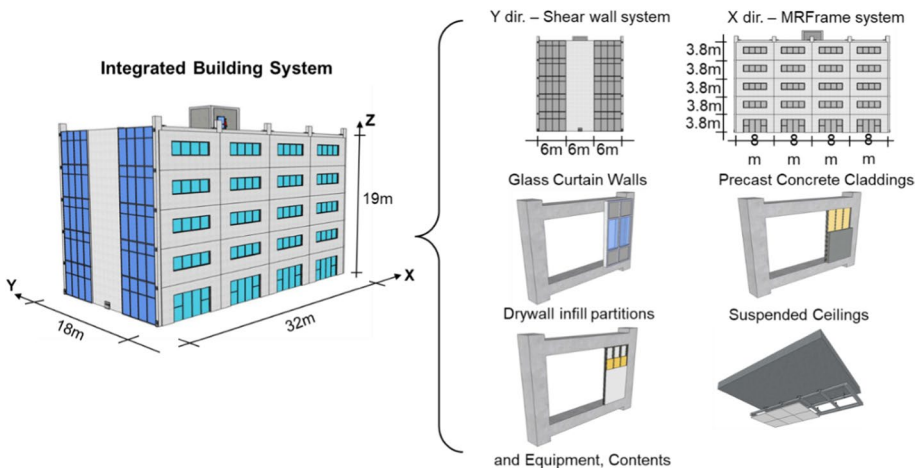 Integrated Building System
Z
19m
X
Y
18m
32m
Y dir. – Shear wall system
6m 6m 6m
X dir. – MRFrame system
3.8m
3.8m
3.8m
3.8m
3.8m
8 8 8 8
m m m m
Glass Curtain Walls
Precast Concrete Claddings
Drywall infill partitions
Suspended Ceilings
and Equipment, Contents